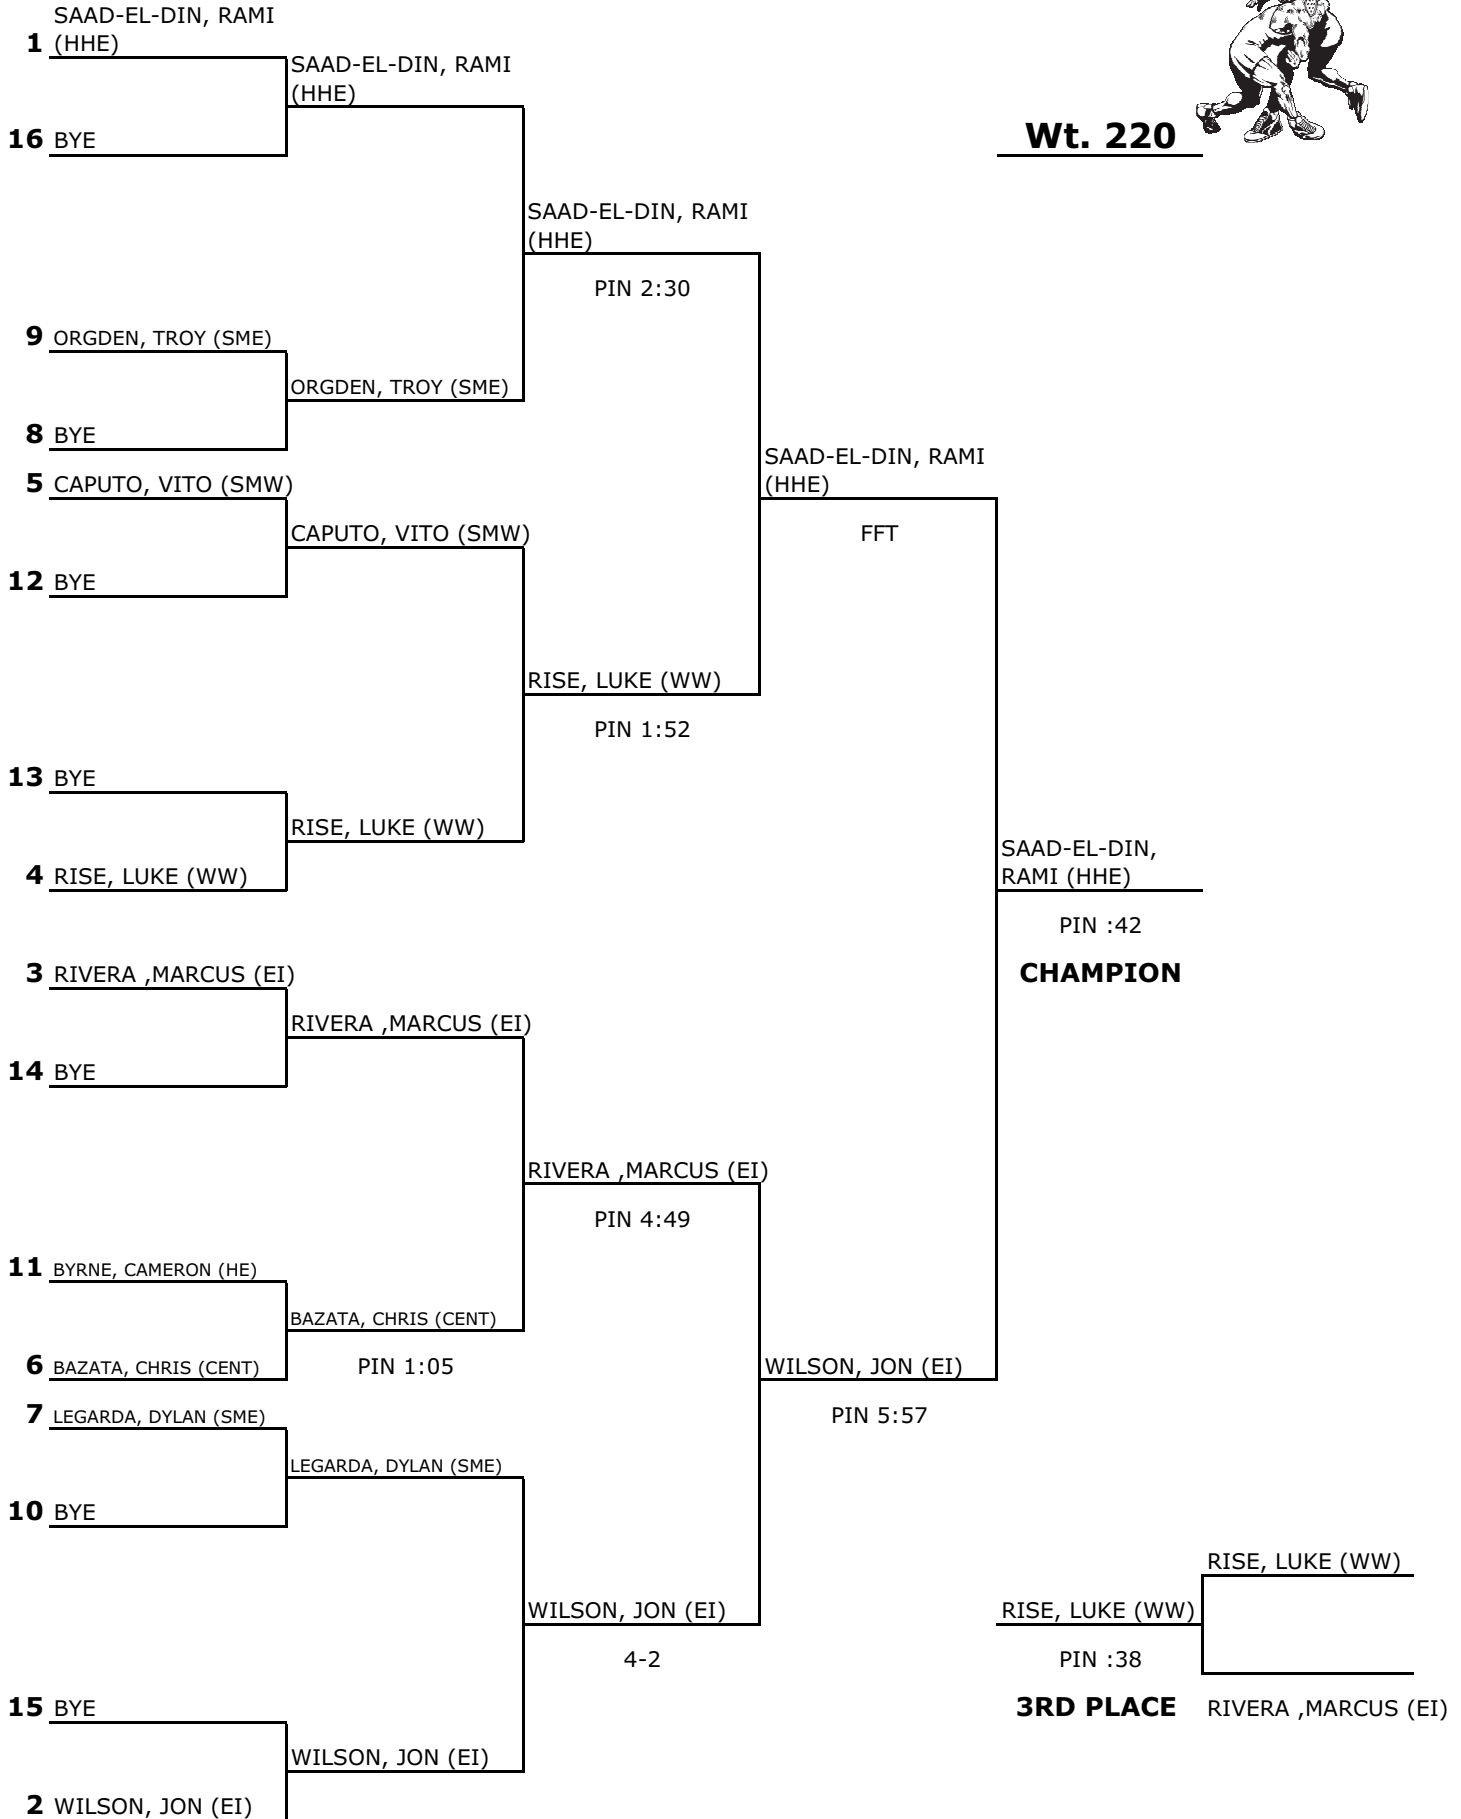 SAAD-EL-DIN, RAMI
1 (HHE)
SAAD-EL-DIN, RAMI
(HHE)
16 BYE
Wt. 220
SAAD-EL-DIN, RAMI
(HHE)
PIN 2:30
9 ORGDEN, TROY (SME)
ORGDEN, TROY (SME)
8 BYE
SAAD-EL-DIN, RAMI
5 CAPUTO, VITO (SMW)
(HHE)
CAPUTO, VITO (SMW)
FFT
12 BYE
RISE, LUKE (WW)
PIN 1:52
13 BYE
RISE, LUKE (WW)
SAAD-EL-DIN,
4 RISE, LUKE (WW)
RAMI (HHE)
PIN :42
3 RIVERA ,MARCUS (EI)
CHAMPION
RIVERA ,MARCUS (EI)
14 BYE
RIVERA ,MARCUS (EI)
PIN 4:49
11 BYRNE, CAMERON (HE)
BAZATA, CHRIS (CENT)
6 BAZATA, CHRIS (CENT)
PIN 1:05
WILSON, JON (EI)
7 LEGARDA, DYLAN (SME)
PIN 5:57
LEGARDA, DYLAN (SME)
10 BYE
RISE, LUKE (WW)
WILSON, JON (EI)
RISE, LUKE (WW)
4-2
PIN :38
15 BYE
3RD PLACE
RIVERA ,MARCUS (EI)
WILSON, JON (EI)
2 WILSON, JON (EI)